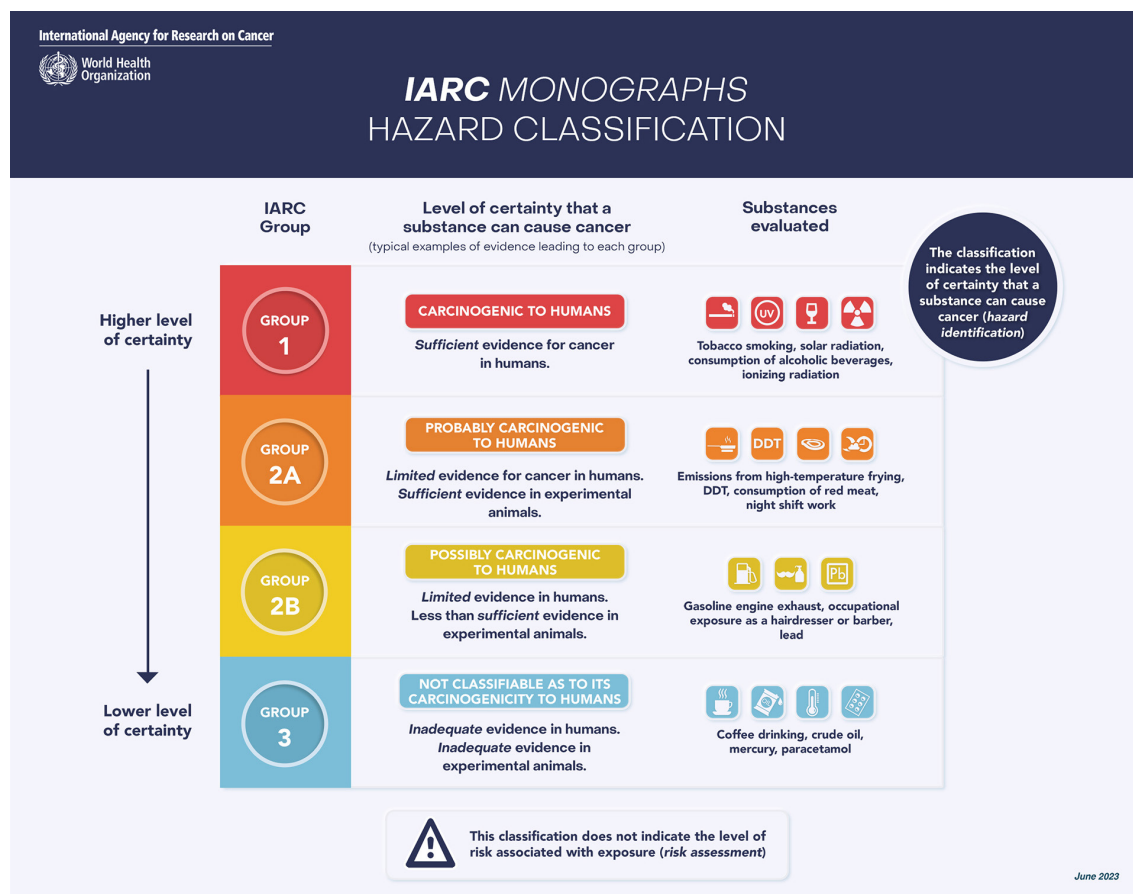 International Agency for Research on Cancer
World Health
Organization
IARC MONOGRAPHS
HAZARD CLASSIFICATION
IARC
Group
Level of certainty that a
substance can cause cancer
(typical examples of evidence leading to each group)
Substances
evaluated
The classification
indicates the level
of certainty that a
substance can cause
cancer (hazard
identification)
Higher level
of certainty
GROUP
1
CARCINOGENIC TO HUMANS
Sufficient evidence for cancer
in humans.
UV
Tobacco smoking, solar radiation,
consumption of alcoholic beverages,
ionizing radiation
GROUP
2A
PROBABLY CARCINOGENIC
TO HUMANS
Limited evidence for cancer in humans.
Sufficient evidence in experimental
animals.
DDT
Emissions from high-temperature frying,
DDT, consumption of red meat,
night shift work
GROUP
2B
POSSIBLY CARCINOGENIC
TO HUMANS
Limited evidence in humans.
Less than sufficient evidence in
experimental animals.
Pb
Gasoline engine exhaust, occupational
exposure as a hairdresser or barber,
lead
Lower level
of certainty
GROUP
3
NOT CLASSIFIABLE AS TO ITS
CARCINOGENICITY TO HUMANS
Inadequate evidence in humans.
Inadequate evidence in
experimental animals.
Coffee drinking, crude oil,
mercury, paracetamol
This classification does not indicate the level of
risk associated with exposure (risk assessment)
June 2023